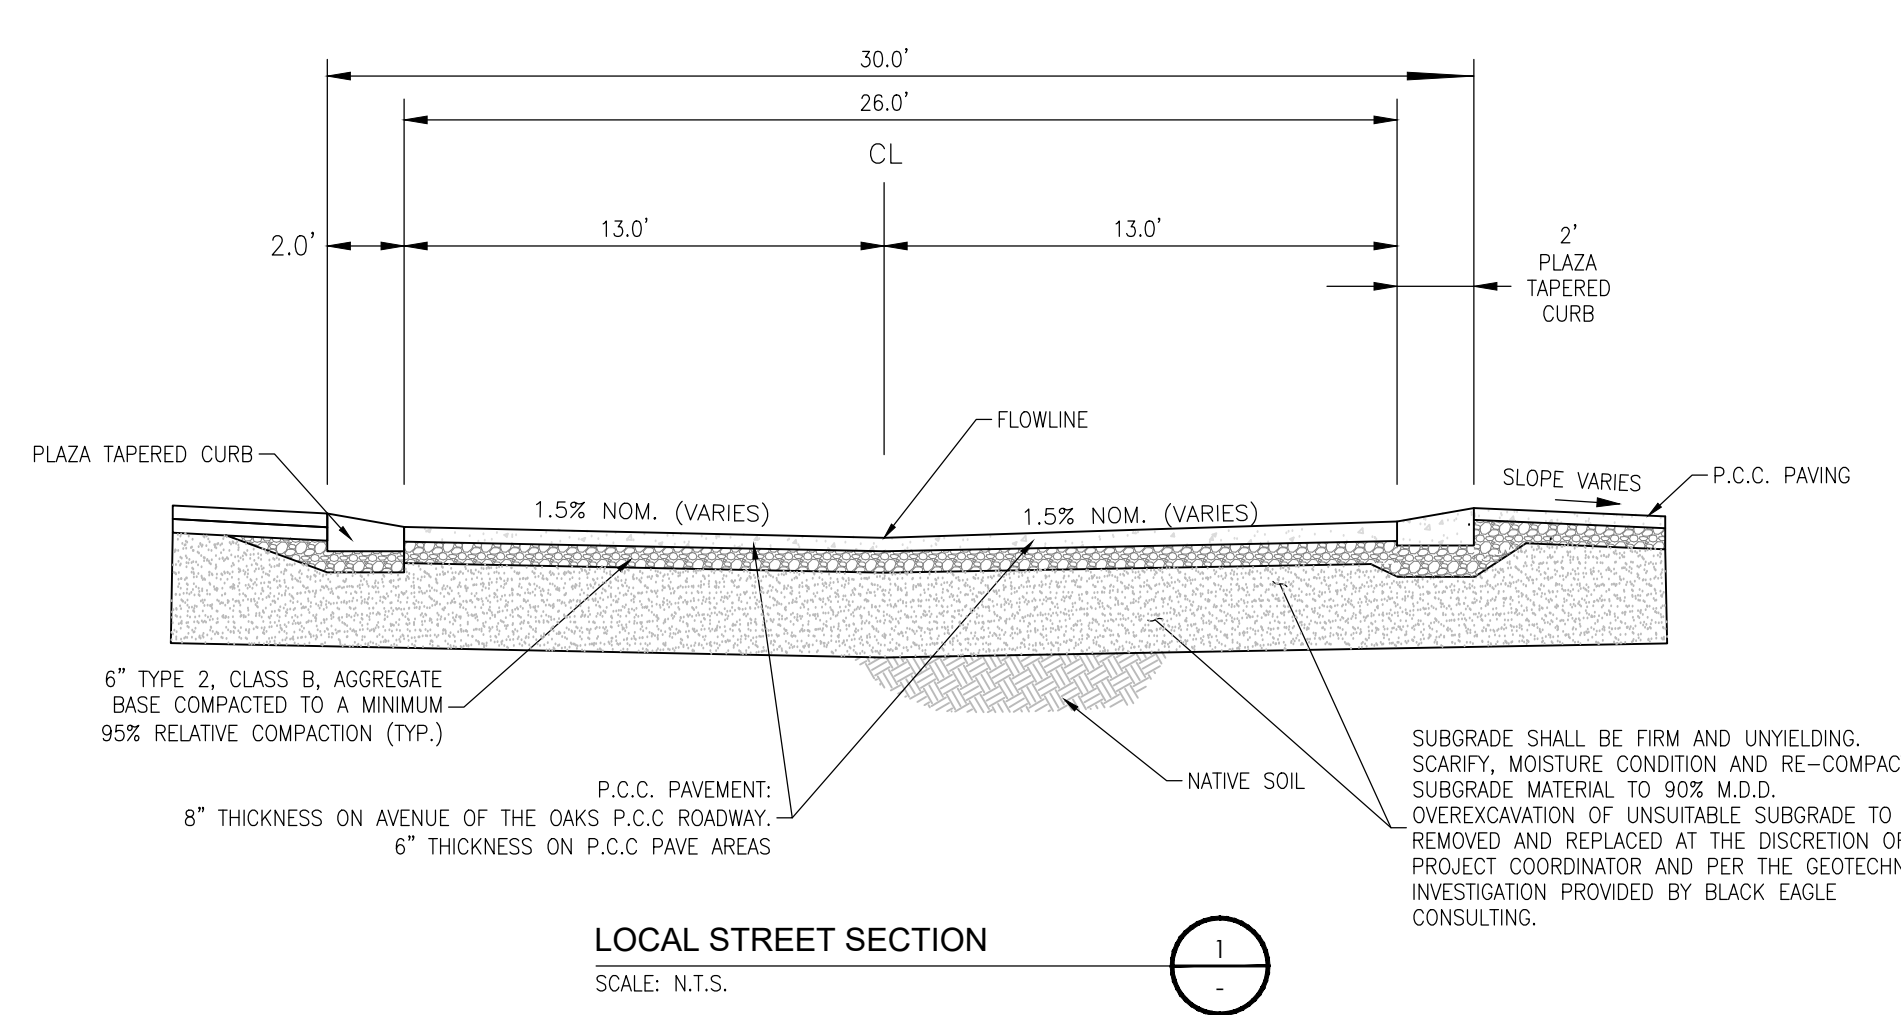 30.0'
26.0'
CL
2.0'
13.0'
13.0'
2'
PLAZA
TAPERED
CURB
FLOWLINE
PLAZA TAPERED CURB
SLOPE VARIES
P.C.C. PAVING
1.5% NOM. (VARIES)
1.5% NOM. (VARIES)
6" TYPE 2, CLASS B, AGGREGATE
BASE COMPACTED TO A MINIMUM
95% RELATIVE COMPACTION (TYP.)
P.C.C. PAVEMENT:
8" THICKNESS ON AVENUE OF THE OAKS P.C.C ROADWAY.
6" THICKNESS ON P.C.C PAVE AREAS
NATIVE SOIL
SUBGRADE SHALL BE FIRM AND UNYIELDING.
SCARIFY, MOISTURE CONDITION AND RE-COMPAC
SUBGRADE MATERIAL TO 90% M.D.D.
OVEREXCAVATION OF UNSUITABLE SUBGRADE TO
REMOVED AND REPLACED AT THE DISCRETION OF
PROJECT COORDINATOR AND PER THE GEOTECHN
INVESTIGATION PROVIDED BY BLACK EAGLE
CONSULTING.
LOCAL STREET SECTION
SCALE: N.T.S.
1
-